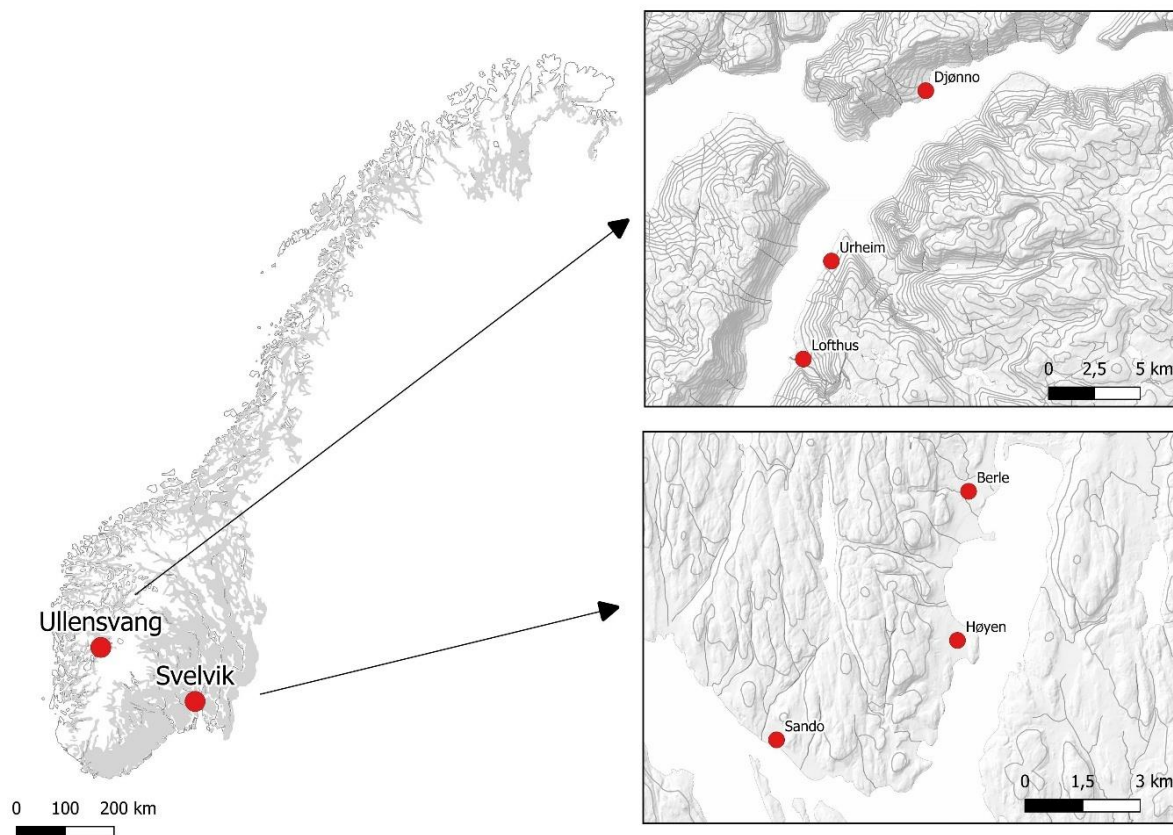 Ullensvang
Svelvik
0 100 200 km
Djønno
Urheim
Lofthus
0 2,5 5 km
Berle
Høyen
Sando
0 1,5 3 km